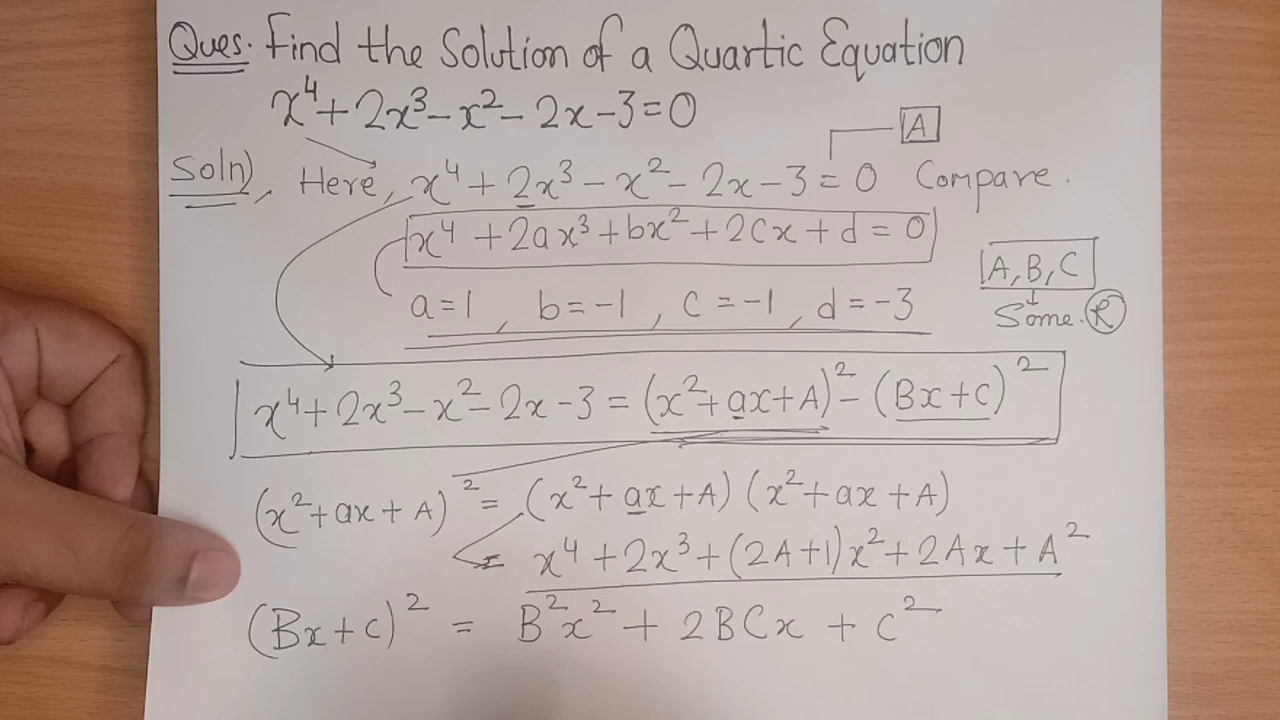 Ques. Find the Solution of a Quartic Equation
x⁴+2x³-x²-2x-3=0
A
Soln), Here, x⁴+2x³-x²-2x-3=0 Compare.
x⁴+2ax³+bx²+2Cx+d=0
A,B,C
a=1, b=-1, c=-1, d=-3
Some. R
x⁴+2x³-x²-2x-3=(x²+ax+A)²-(Bx+c)²
(x²+ax+A)²=(x²+ax+A)(x²+ax+A)
= x⁴+2x³+(2A+1)x²+2Ax+A²
(Bx+c)² = B²x²+2BCx+c²